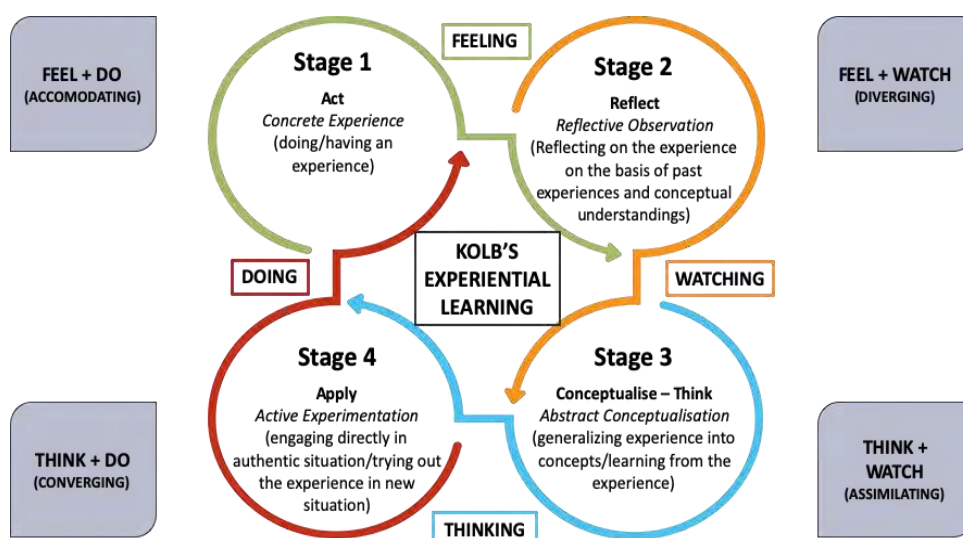 FEEL + DO
(ACCOMODATING)
FEELING
FEEL + WATCH
(DIVERGING)
Stage 1
Act
Concrete Experience
(doing/having an
experience)
Stage 2
Reflect
Reflective Observation
(Reflecting on the experience
on the basis of past
experiences and conceptual
understandings)
DOING
KOLB'S
EXPERIENTIAL
LEARNING
WATCHING
Stage 4
Apply
Active Experimentation
(engaging directly in
authentic situation/trying out
the experience in new
situation)
Stage 3
Conceptualise – Think
Abstract Conceptualisation
(generalizing experience into
concepts/learning from the
experience)
THINK + DO
(CONVERGING)
THINKING
THINK +
WATCH
(ASSIMILATING)